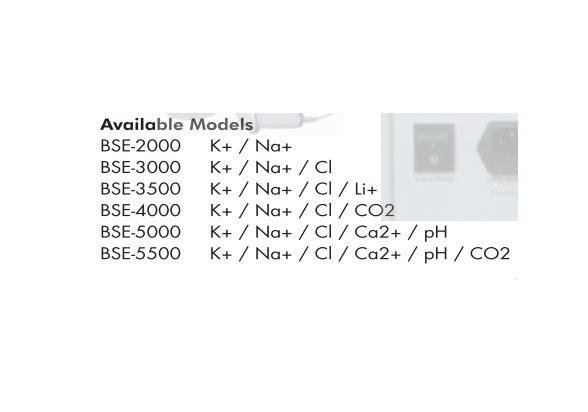 Available Models
BSE-2000 K+ / Na+
BSE-3000 K+ / Na+ / Cl
BSE-3500 K+ / Na+ / Cl / Li+
BSE-4000 K+ / Na+ / Cl / CO2
BSE-5000 K+ / Na+ / Cl / Ca2+ / pH
BSE-5500 K+ / Na+ / Cl / Ca2+ / pH / CO2